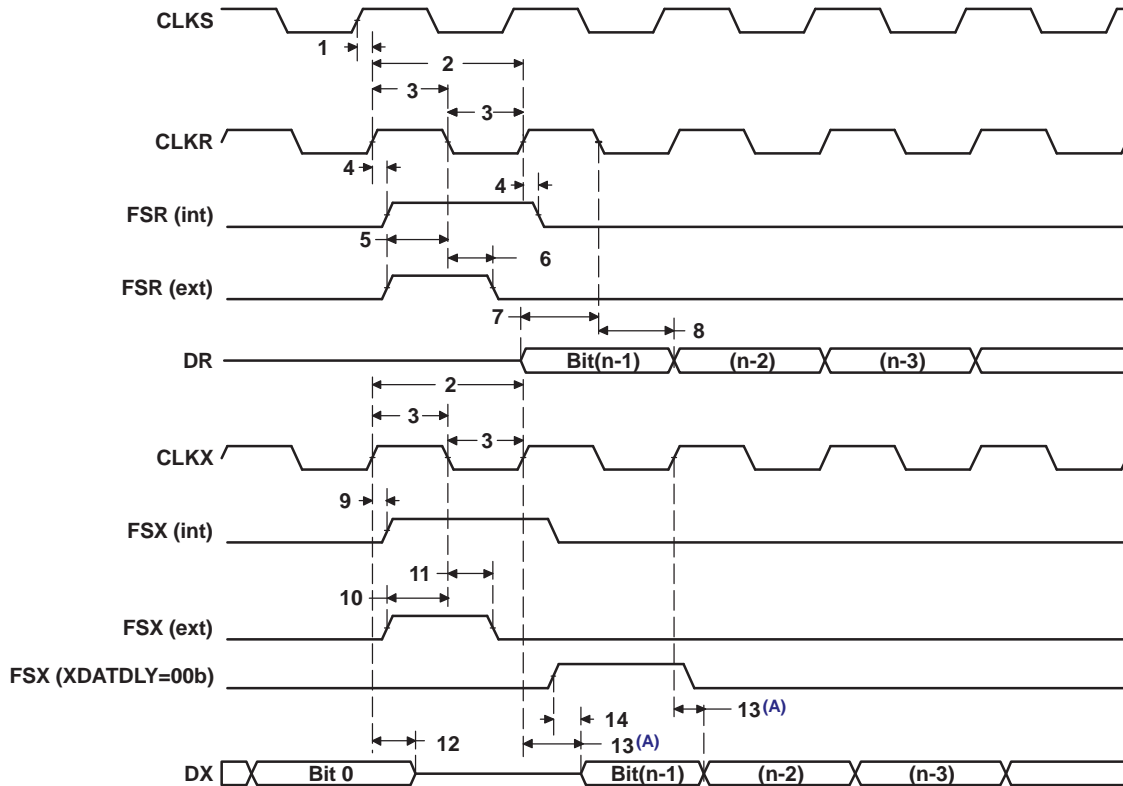 CLKS
1
2
3
3
CLKR
4
4
FSR (int)
5
6
FSR (ext)
7
8
DR
Bit(n-1)
(n-2)
(n-3)
2
3
3
CLKX
9
FSX (int)
11
10
FSX (ext)
FSX (XDATDLY=00b)
13(A)
14
12
13(A)
DX
Bit 0
Bit(n-1)
(n-2)
(n-3)